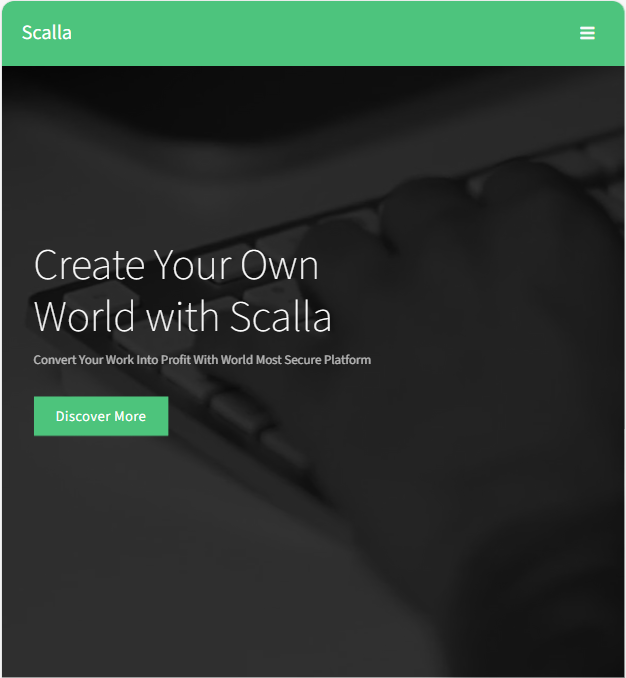 Scalla
Create Your Own
World with Scalla
Convert Your Work Into Profit With World Most Secure Platform
Discover More